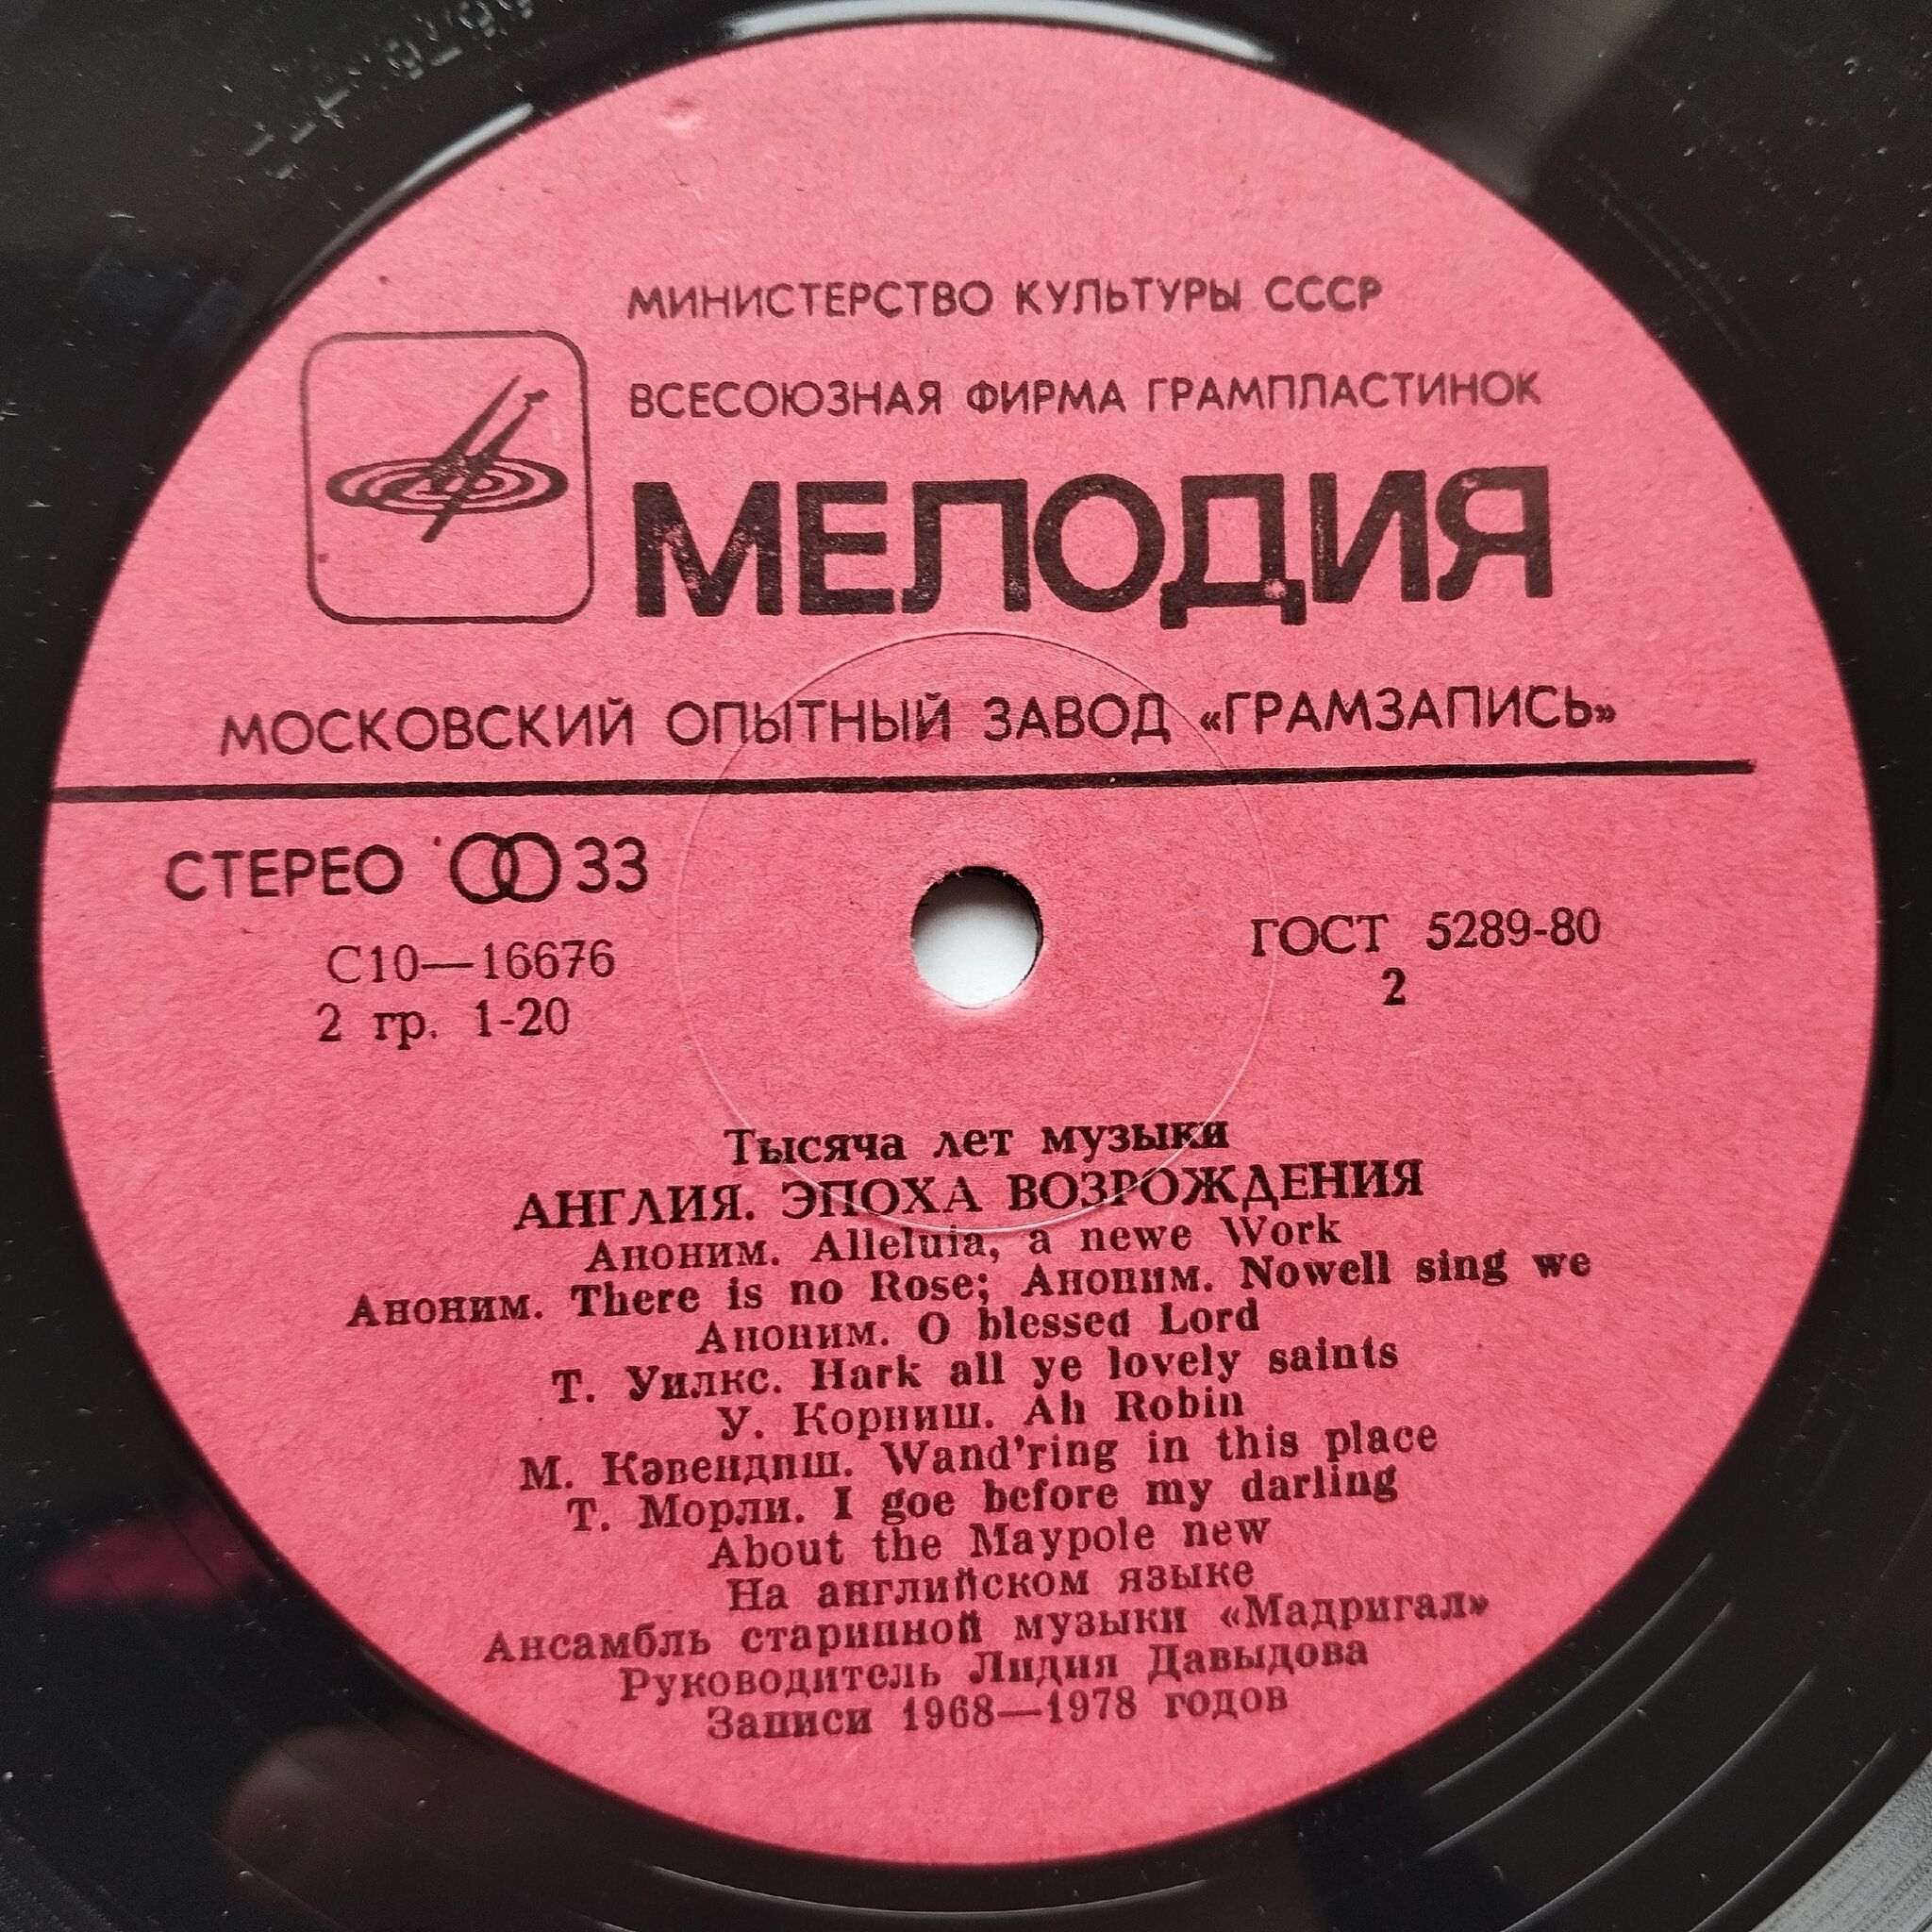 МИНИСТЕРСТВО КУЛЬТУРЫ СССР
ВСЕСОЮЗНАЯ ФИРМА ГРАМПЛАСТИНОК
МЕЛОДИЯ
МОСКОВСКИЙ ОПЫТНЫЙ ЗАВОД «ГРАМЗАПИСЬ»
СТЕРЕО 33
С10—16676
2 гр. 1-20
ГОСТ 5289-80
2
Тысяча лет музыки
АНГЛИЯ. ЭПОХА ВОЗРОЖДЕНИЯ
Аноним. Alleluia, a newe Work
Аноним. There is no Rose; Аноним. Nowell sing we
Аноним. O blessed Lord
Т. Уилкс. Hark all ye lovely saints
У. Корниш. Ah Robin
М. Кэвендиш. Wand'ring in this place
Т. Морли. I goe before my darling
About the Maypole new
На английском языке
Ансамбль старинной музыки «Мадригал»
Руководитель Лидия Давыдова
Записи 1968—1978 годов